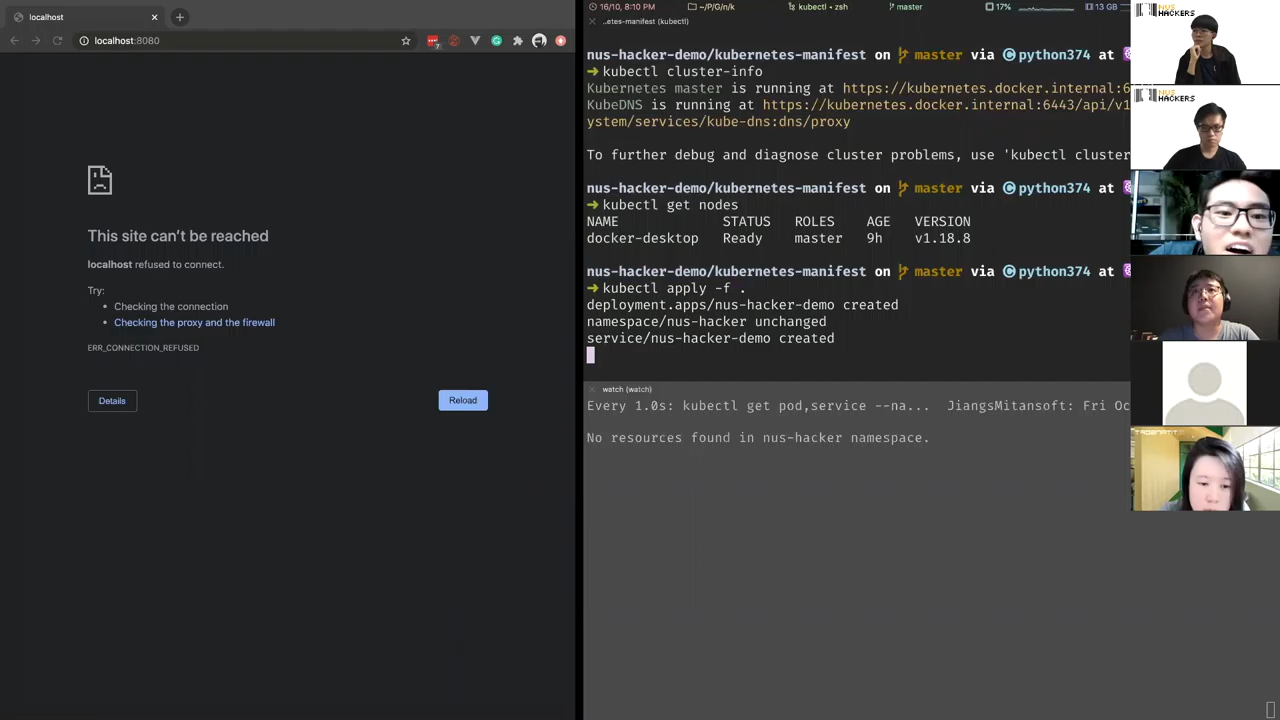 localhost
localhost:8080
This site can't be reached
localhost refused to connect.
Try:
Checking the connection
Checking the proxy and the firewall
ERR_CONNECTION_REFUSED
Details
Reload
16/10, 8:10 PM
~/P/G/n/k
kubectl • zsh
master
17%
13 GB
..etes-manifest (kubectl)
nus-hacker-demo/kubernetes-manifest on master via python374 at
➜ kubectl cluster-info
Kubernetes master is running at https://kubernetes.docker.internal:6
KubeDNS is running at https://kubernetes.docker.internal:6443/api/v1
ystem/services/kube-dns:dns/proxy
To further debug and diagnose cluster problems, use 'kubectl cluster
nus-hacker-demo/kubernetes-manifest on master via python374 at
➜ kubectl get nodes
NAME STATUS ROLES AGE VERSION
docker-desktop Ready master 9h v1.18.8
nus-hacker-demo/kubernetes-manifest on master via python374 at
➜ kubectl apply -f .
deployment.apps/nus-hacker-demo created
namespace/nus-hacker unchanged
service/nus-hacker-demo created
watch (watch)
Every 1.0s: kubectl get pod,service --na... JiangsMitansoft: Fri Oc
No resources found in nus-hacker namespace.
NUS
HACKERS
NUS
HACKERS